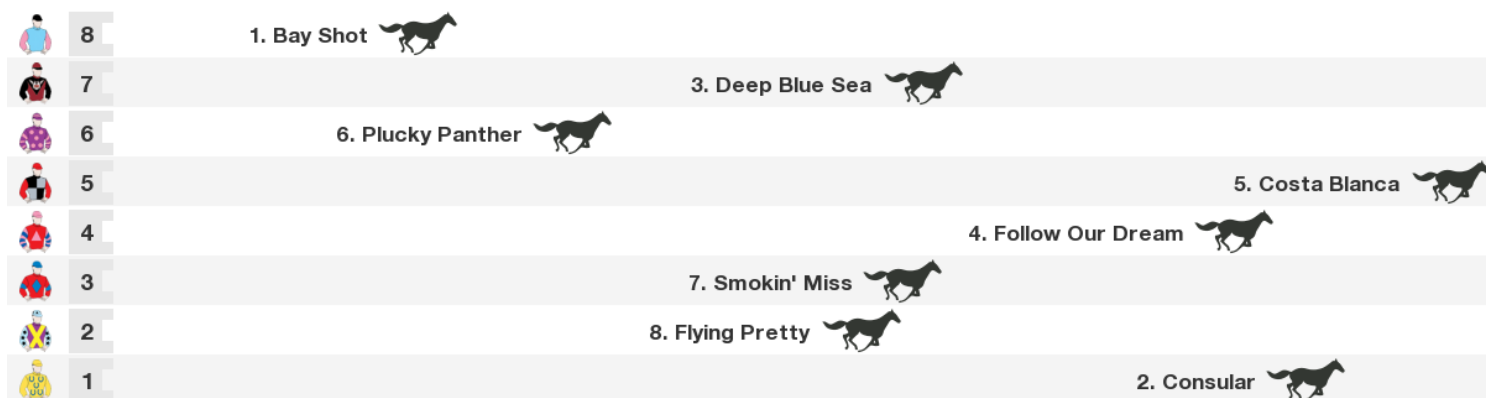 8 1. Bay Shot
7 3. Deep Blue Sea
6 6. Plucky Panther
5 5. Costa Blanca
4 4. Follow Our Dream
3 7. Smokin' Miss
2 8. Flying Pretty
1 2. Consular